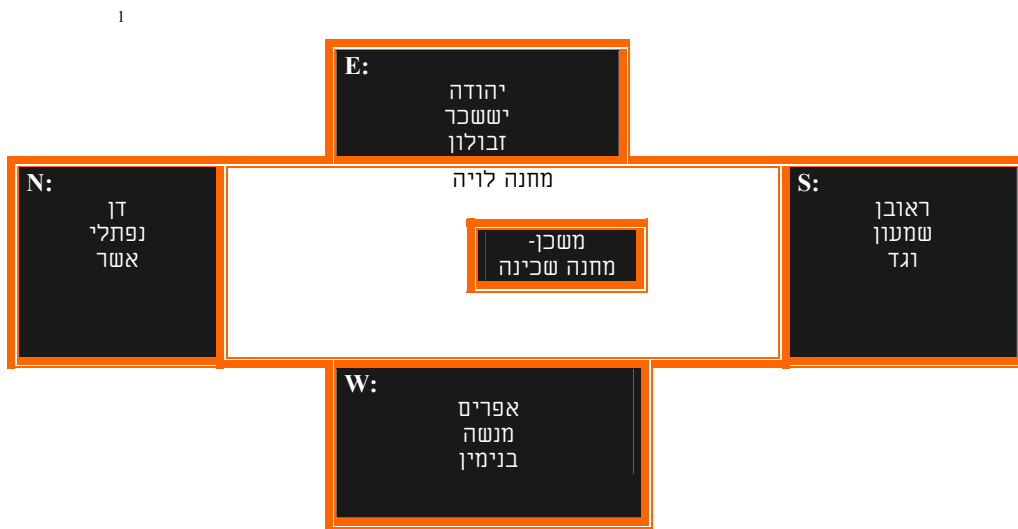 1
E:
יהודה
יששכר
זבולון
N:
דן
נפתלי
אשר
מחנה לויה
משכן-
מחנה שכינה
S:
ראובן
שמעון
וגד
W:
אפרים
מנשה
בנימין